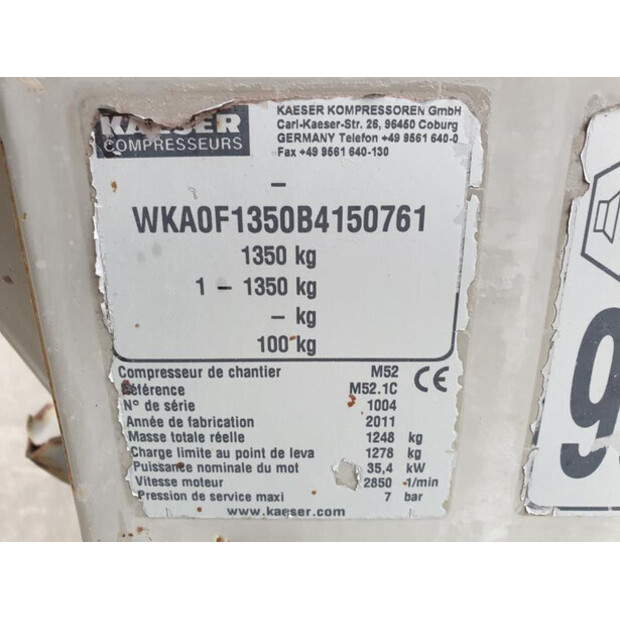 KAESER
COMPRESSEURS
KAESER KOMPRESSOREN GmbH
Carl-Kaeser-Str. 26, 96450 Coburg
GERMANY Telefon +49 9561 640-0
Fax +49 9561 640-130
–
WKA0F1350B4150761
1350 kg
1 – 1350 kg
– kg
100 kg
Compresseur de chantier M52 CE
Référence M52.1C
N° de série 1004
Année de fabrication 2011
Masse totale réelle 1248 kg
Charge limite au point de leva 1278 kg
Puissance nominale du mot 35,4 kW
Vitesse moteur 2850 1/min
Pression de service maxi 7 bar
www.kaeser.com
9